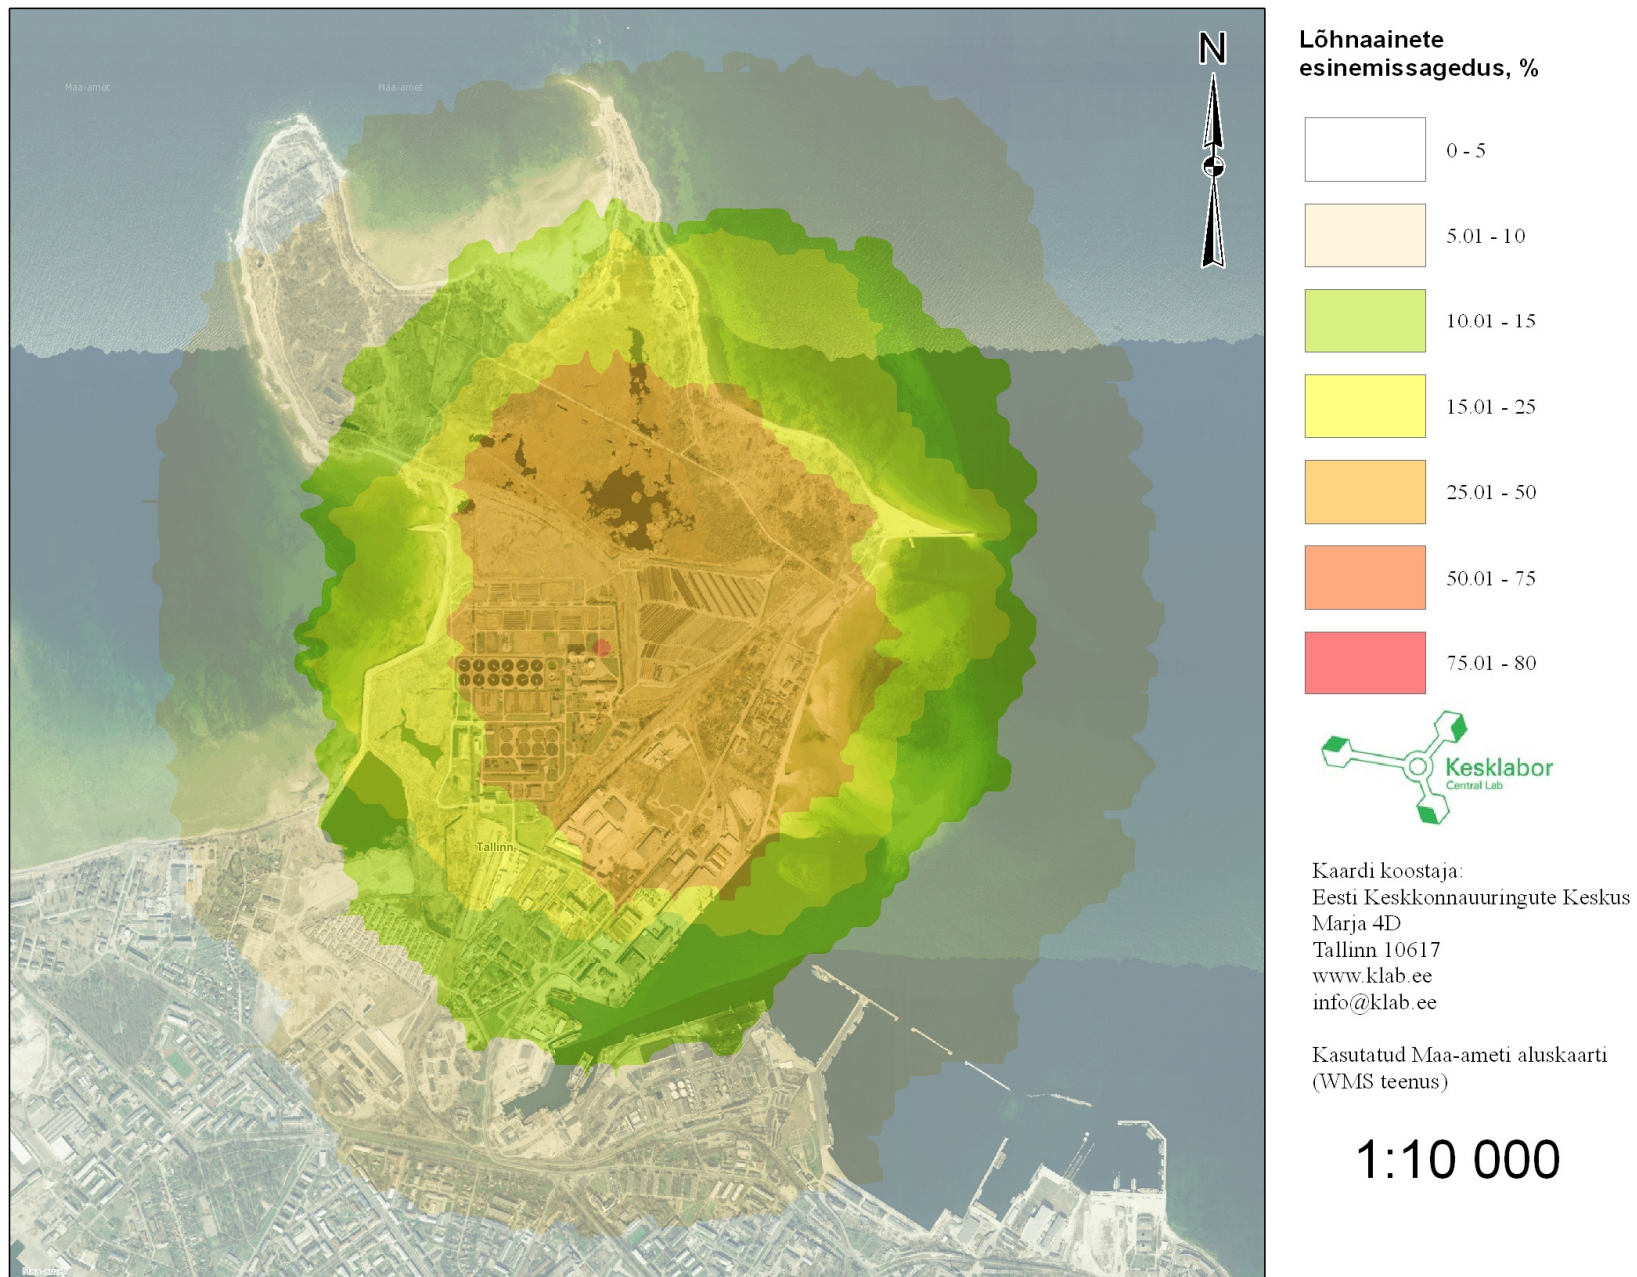 Maa-amet
Maa-amet
N
Tallinn
Maa-amet
Lõhnaainete
esinemissagedus, %
0 - 5
5.01 - 10
10.01 - 15
15.01 - 25
25.01 - 50
50.01 - 75
75.01 - 80
Kesklabor
Central Lab
Kaardi koostaja:
Eesti Keskkonnauuringute Keskus
Marja 4D
Tallinn 10617
www.klab.ee
info@klab.ee
Kasutatud Maa-ameti aluskaarti
(WMS teenus)
1:10 000